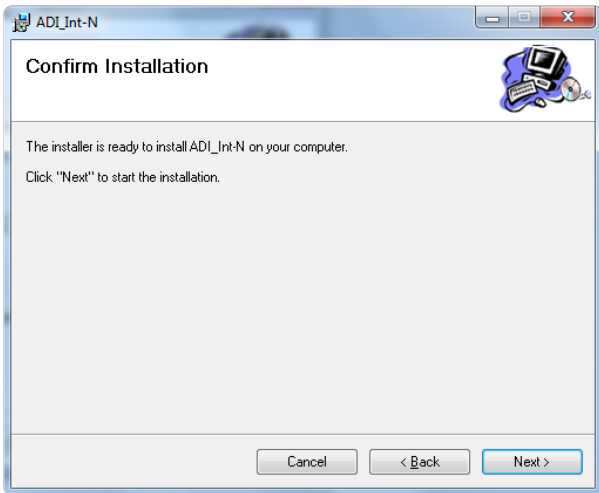 ADI_Int-N
Confirm Installation
The installer is ready to install ADI_Int-N on your computer.
Click "Next" to start the installation.
Cancel
< Back
Next >